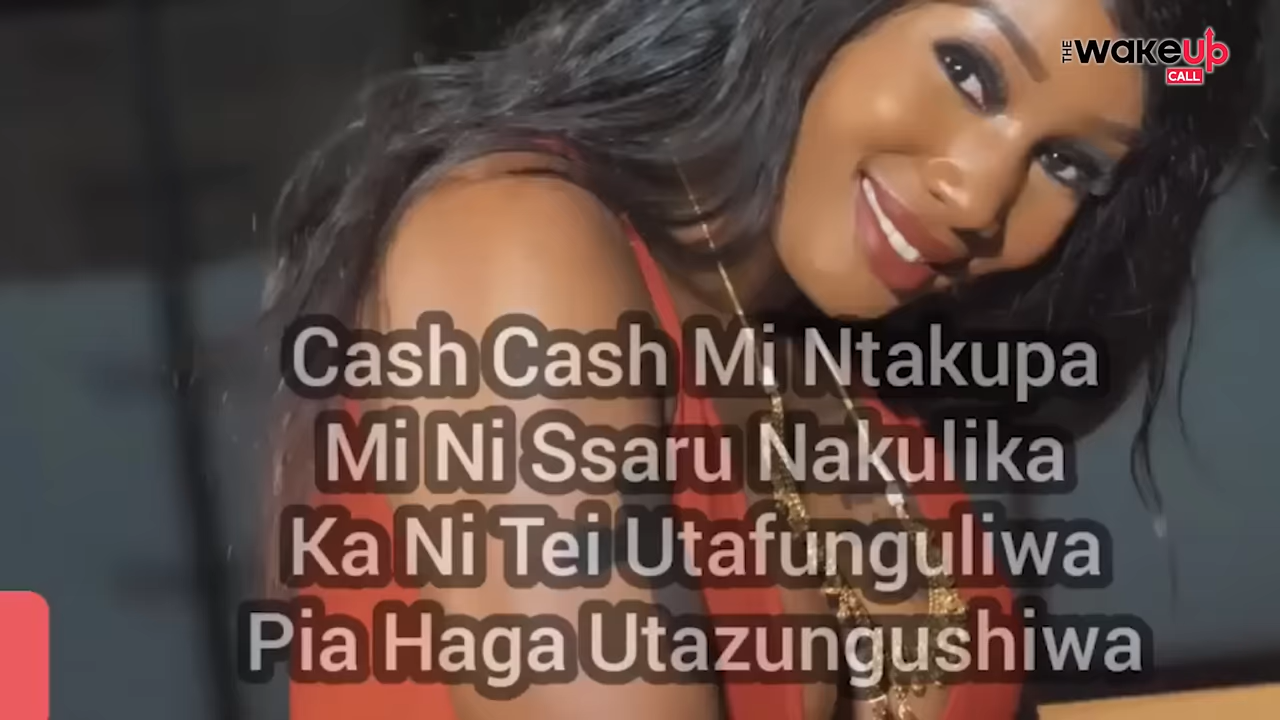 THE wakeup
CALL
Cash Cash Mi Ntakupa
Mi Ni Ssaru Nakulika
Ka Ni Tei Utafunguliwa
Pia Haga Utazungushiwa